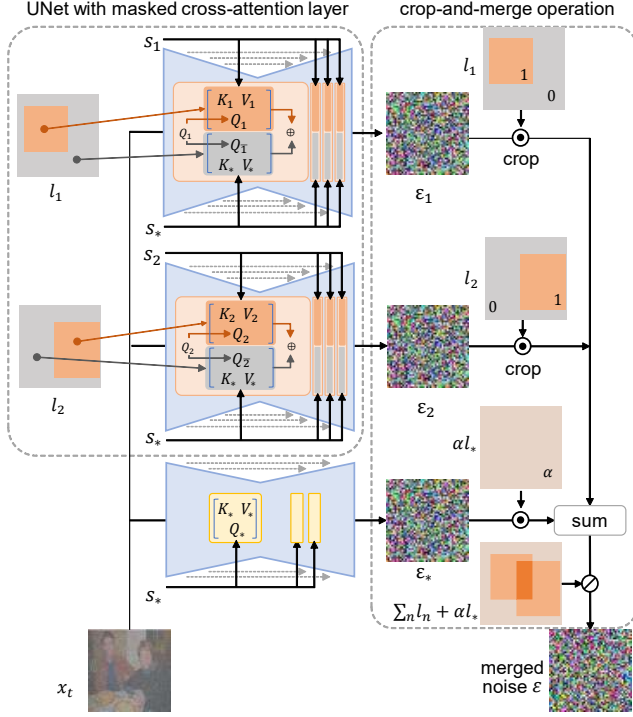 UNet with masked cross-attention layer
crop-and-merge operation
S₁
K₁ V₁
Q₁
Q₁
Q₁̅
K* V*
S*
l₁
ε₁
l₁
1
0
crop
S₂
K₂ V₂
Q₂
Q₂
Q₂̅
K* V*
S*
l₂
ε₂
l₂
0
1
crop
K* V*
Q*
S*
ε*
αl*
α
sum
∑ₙ lₙ + αl*
xₜ
merged
noise ε